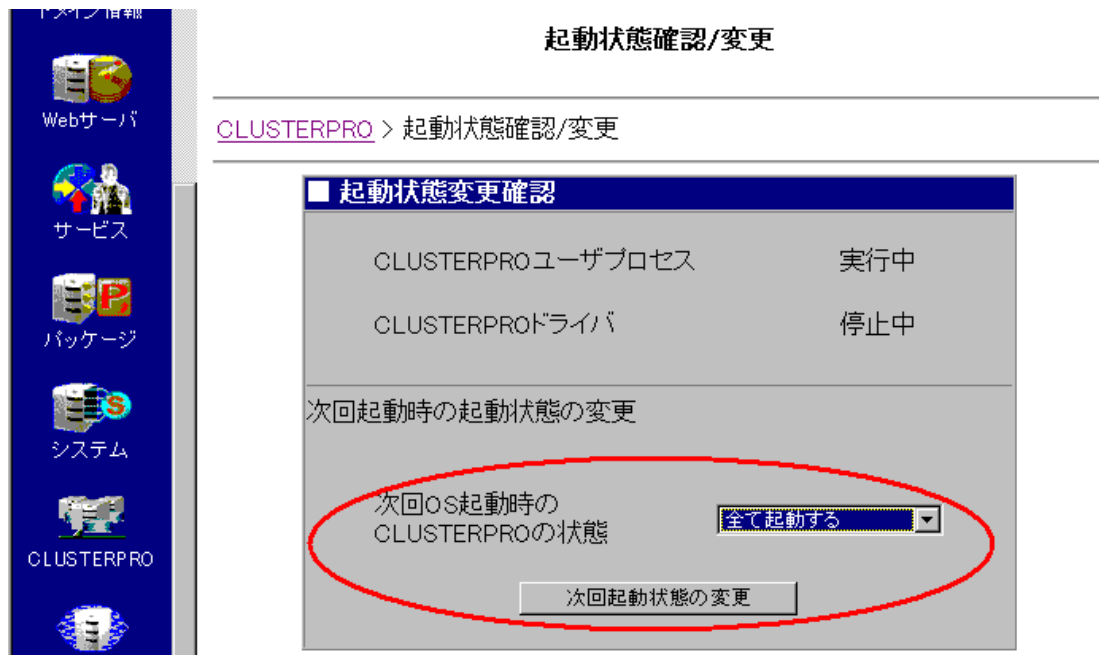 起動状態確認/変更
Webサーバ
CLUSTERPRO > 起動状態確認/変更
サービス
■ 起動状態変更確認
CLUSTERPROユーザプロセス 実行中
パッケージ
CLUSTERPROドライバ 停止中
システム
次回起動時の起動状態の変更
次回OS起動時の
CLUSTERPROの状態
全て起動する
CLUSTERPRO
次回起動状態の変更